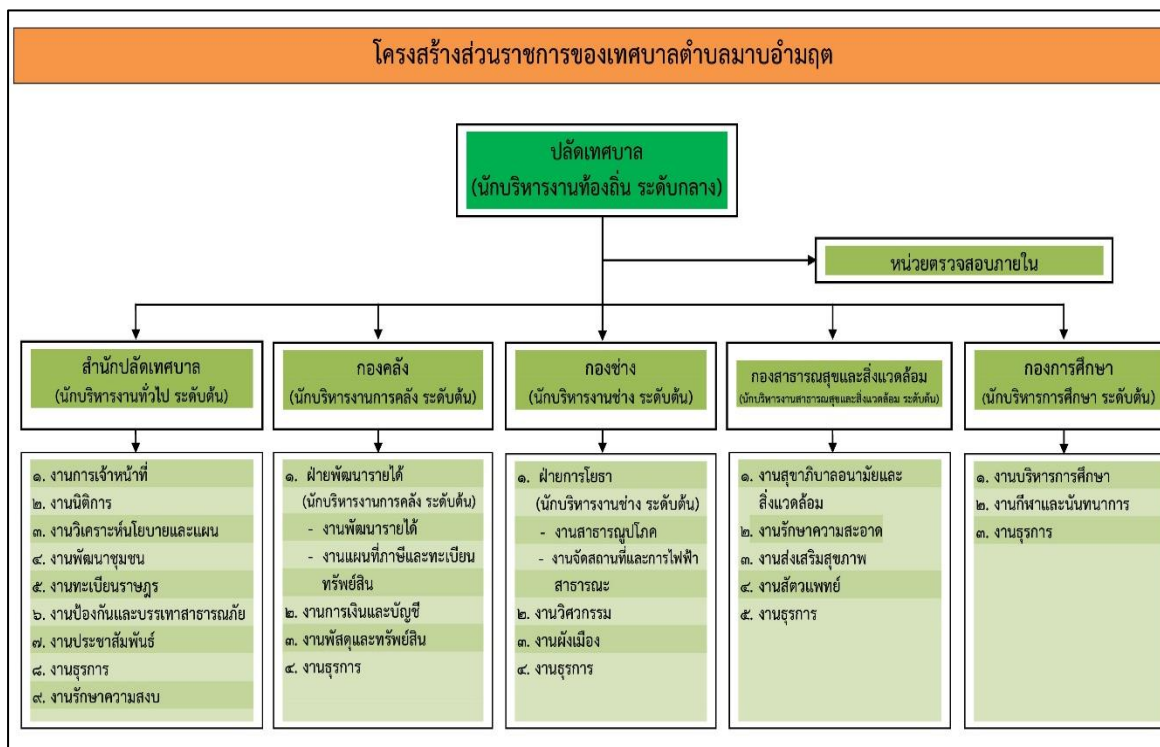 โครงสร้างส่วนราชการของเทศบาลตำบลมาบอำมฤต
ปลัดเทศบาล
(นักบริหารงานท้องถิ่น ระดับกลาง)
หน่วยตรวจสอบภายใน
สำนักปลัดเทศบาล
(นักบริหารงานทั่วไป ระดับต้น)
๑. งานการเจ้าหน้าที่
๒. งานนิติการ
๓. งานวิเคราะห์นโยบายและแผน
๔. งานพัฒนาชุมชน
๕. งานทะเบียนราษฎร
๖. งานป้องกันและบรรเทาสาธารณภัย
๗. งานประชาสัมพันธ์
๘. งานธุรการ
๙. งานรักษาความสงบ
กองคลัง
(นักบริหารงานการคลัง ระดับต้น)
๑. ฝ่ายพัฒนารายได้
(นักบริหารงานการคลัง ระดับต้น)
- งานพัฒนารายได้
- งานแผนที่ภาษีและทะเบียน
ทรัพย์สิน
๒. งานการเงินและบัญชี
๓. งานพัสดุและทรัพย์สิน
๔. งานธุรการ
กองช่าง
(นักบริหารงานช่าง ระดับต้น)
๑. ฝ่ายการโยธา
(นักบริหารงานช่าง ระดับต้น)
- งานสาธารณูปโภค
- งานจัดสถานที่และการไฟฟ้า
สาธารณะ
๒. งานวิศวกรรม
๓. งานผังเมือง
๔. งานธุรการ
กองสาธารณสุขและสิ่งแวดล้อม
(นักบริหารงานสาธารณสุขและสิ่งแวดล้อม ระดับต้น)
๑. งานสุขาภิบาลอนามัยและ
สิ่งแวดล้อม
๒. งานรักษาความสะอาด
๓. งานส่งเสริมสุขภาพ
๔. งานสัตวแพทย์
๕. งานธุรการ
กองการศึกษา
(นักบริหารการศึกษา ระดับต้น)
๑. งานบริหารการศึกษา
๒. งานกีฬาและนันทนาการ
๓. งานธุรการ